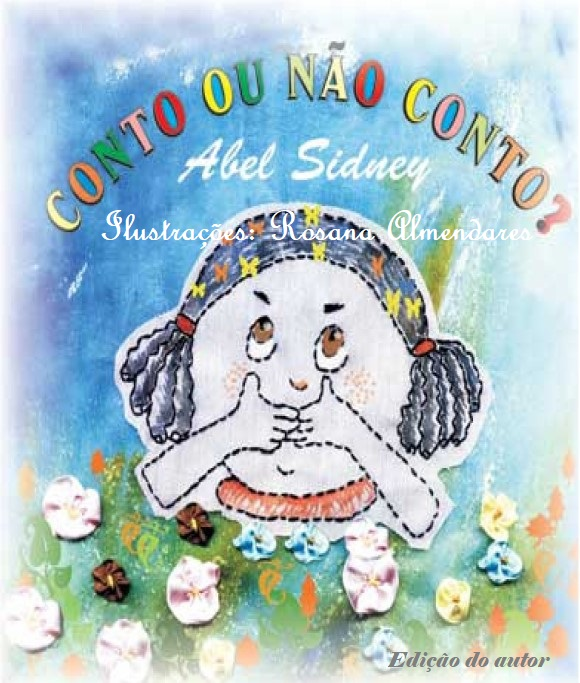 CONTO OU NÃO CONTO?
Abel Sidney
Ilustrações: Rosana Almendares
Edição do autor